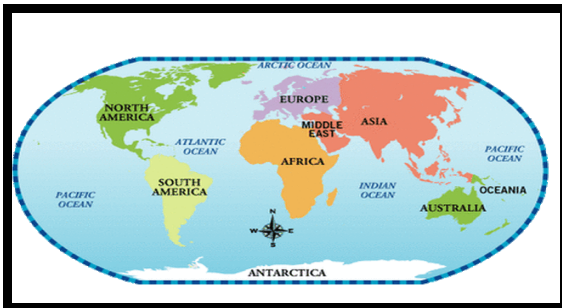 ARCTIC OCEAN
NORTH
AMERICA
EUROPE
ASIA
MIDDLE
EAST
ATLANTIC
OCEAN
AFRICA
PACIFIC
OCEAN
SOUTH
AMERICA
INDIAN
OCEAN
OCEANIA
PACIFIC
OCEAN
AUSTRALIA
N
W
E
S
ANTARCTICA